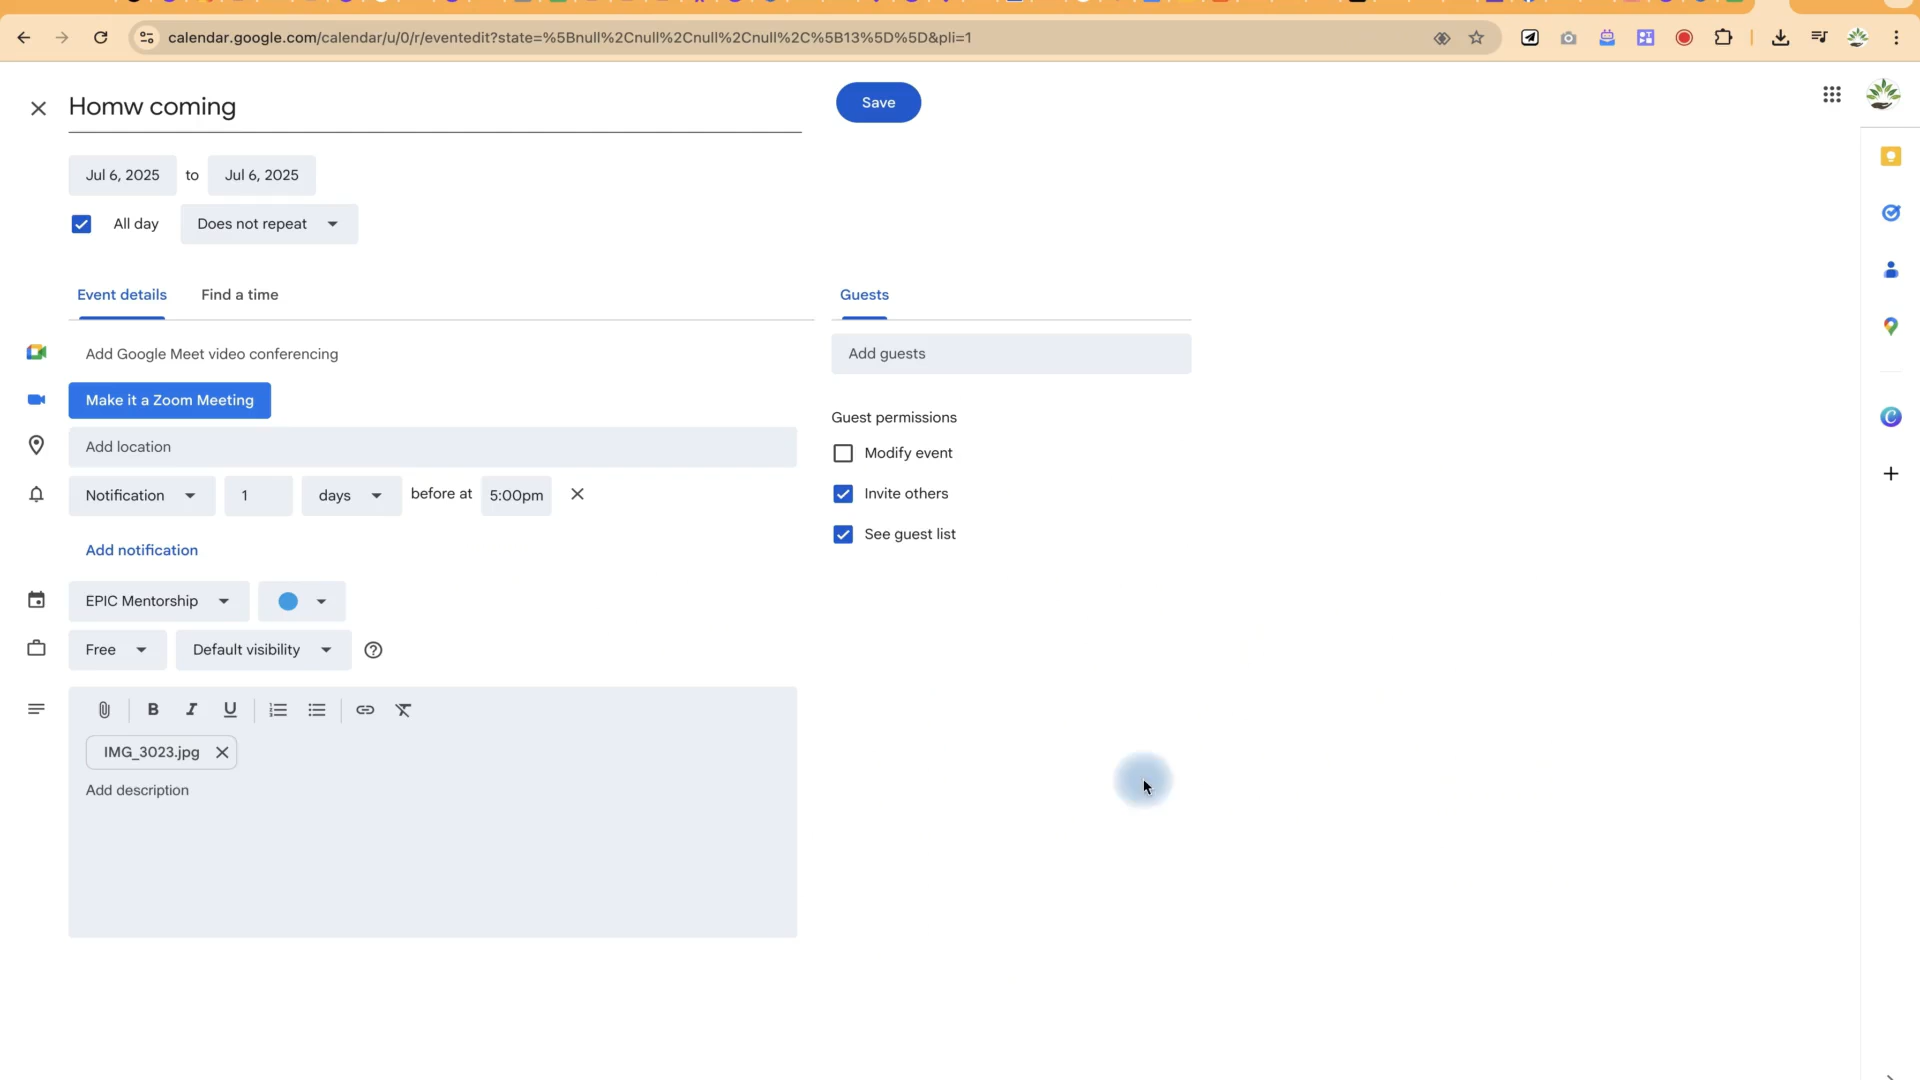 calendar.google.com/calendar/u/0/r/eventedit?state=%5Bnull%2Cnull%2Cnull%2Cnull%2C%5B13%5D%5D&pli=1
Homw coming
Save
Jul 6, 2025 to Jul 6, 2025
All day Does not repeat
Event details Find a time
Guests
Add Google Meet video conferencing
Add guests
Make it a Zoom Meeting
Guest permissions
Add location
Modify event
Notification 1 days before at 5:00pm
Invite others
See guest list
Add notification
EPIC Mentorship
Free Default visibility
B I U
IMG_3023.jpg
Add description